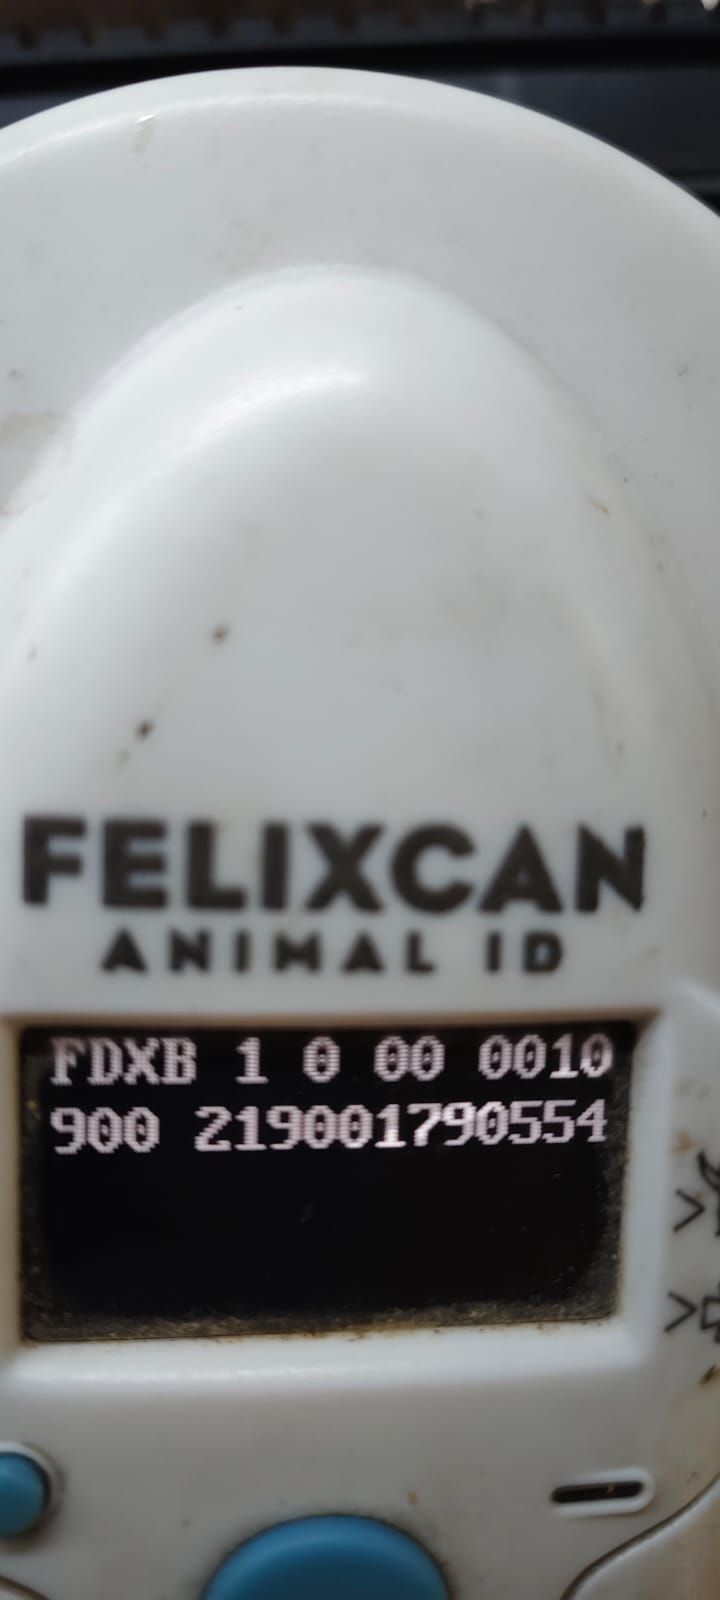 FELIXCAN
ANIMAL ID
FDXB 1 0 00 0010
900 219001790554